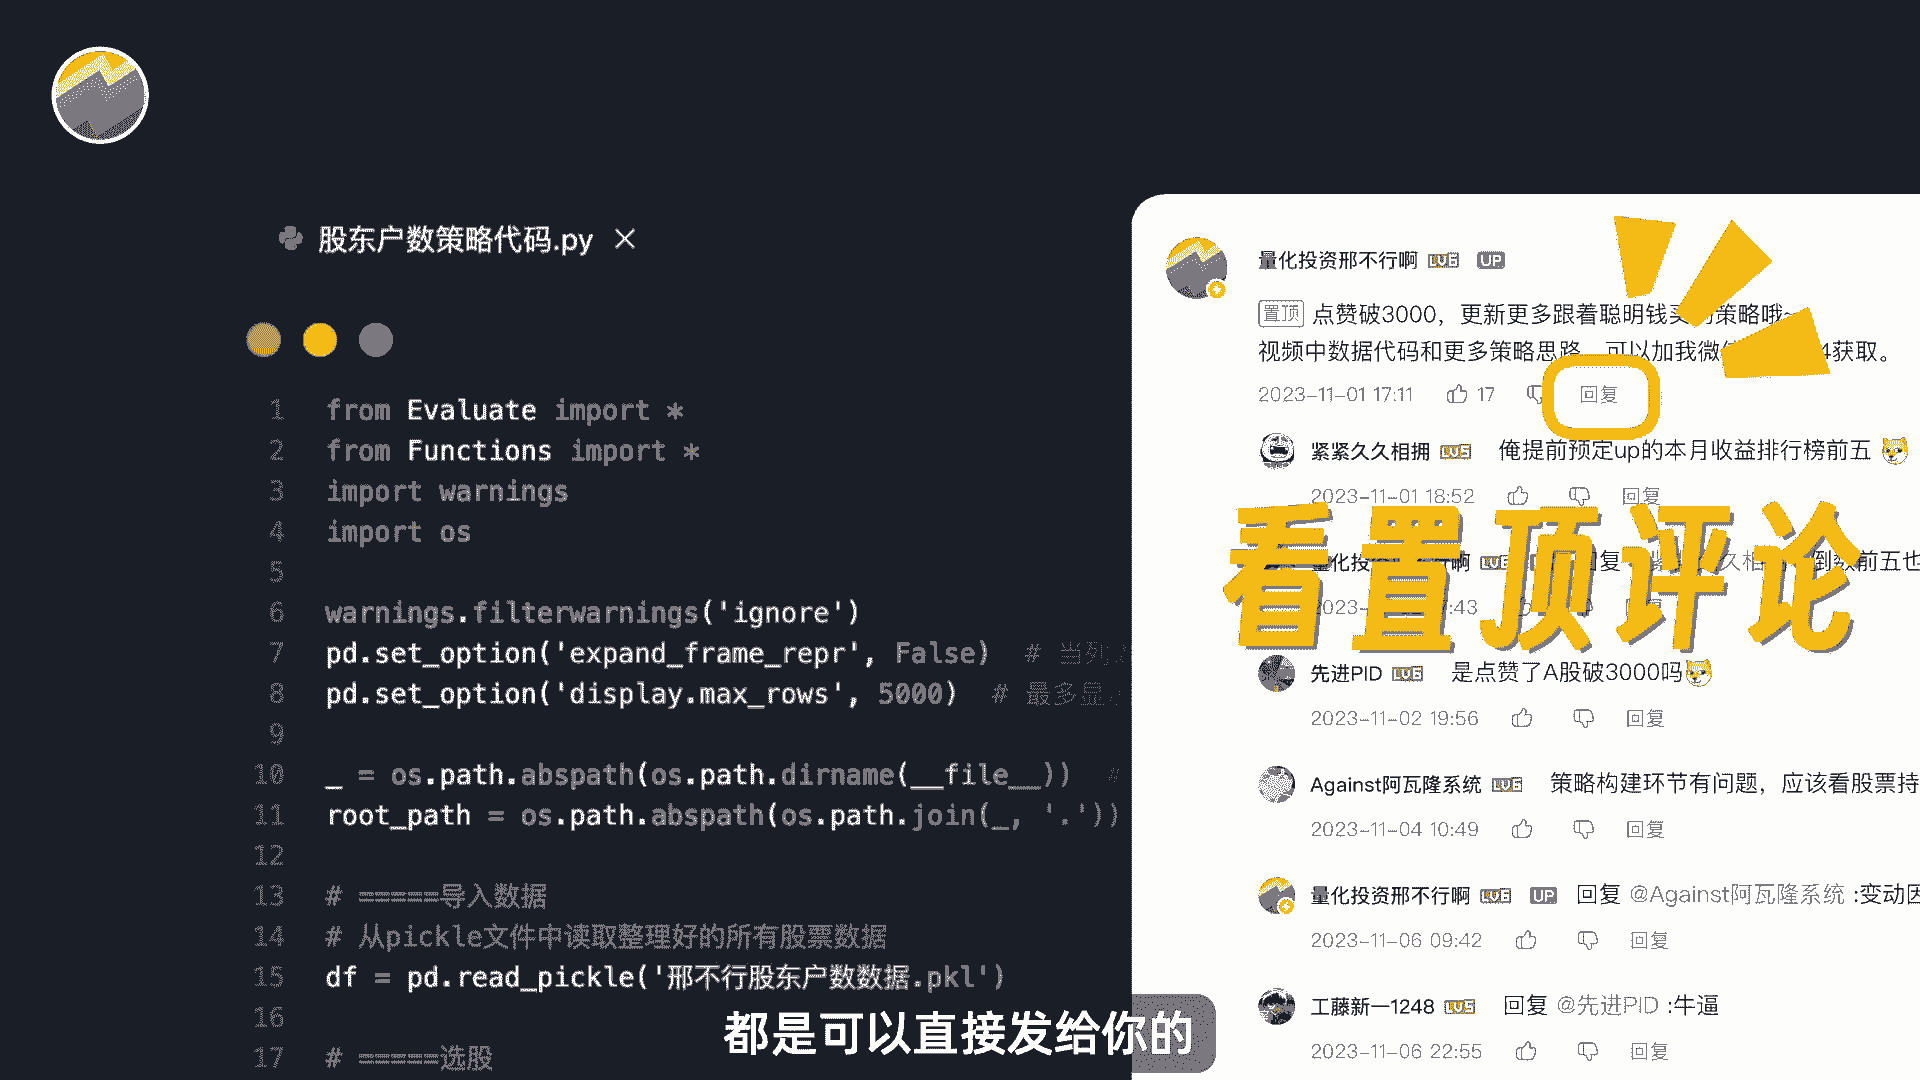 股东户数策略代码.py ×
1 from Evaluate import *
2 from Functions import *
3 import warnings
4 import os
5
6 warnings.filterwarnings('ignore')
7 pd.set_option('expand_frame_repr', False) # 当列
8 pd.set_option('display.max_rows', 5000) # 最多显
9
10 _ = os.path.abspath(os.path.dirname(__file__)) #
11 root_path = os.path.abspath(os.path.join(_, '.'))
12
13 # =====导入数据
14 # 从pickle文件中读取整理好的所有股票数据
15 df = pd.read_pickle('邢不行股东户数数据.pkl')
16
17 # =====选股
量化投资邢不行啊 LV6 UP
置顶 点赞破3000，更新更多跟着聪明钱买 策略哦~
视频中数据代码和更多策略思路，可以加我微 4获取。
2023-11-01 17:11 17 回复
紧紧久久相拥 LV5 俺提前预定up的本月收益排行榜前五
2023-11-01 18:52 回复
看置顶评论
量化投 行啊 回复 久相 到 前五也
2023- 7:43
先进PID LV6 是点赞了A股破3000吗
2023-11-02 19:56 回复
Against阿瓦隆系统 LV6 策略构建环节有问题，应该看股票持
2023-11-04 10:49 回复
量化投资邢不行啊 LV6 UP 回复 @Against阿瓦隆系统 :变动因
2023-11-06 09:42 回复
工藤新一1248 LV5 回复 @先进PID :牛逼
2023-11-06 22:55 回复
都是可以直接发给你的